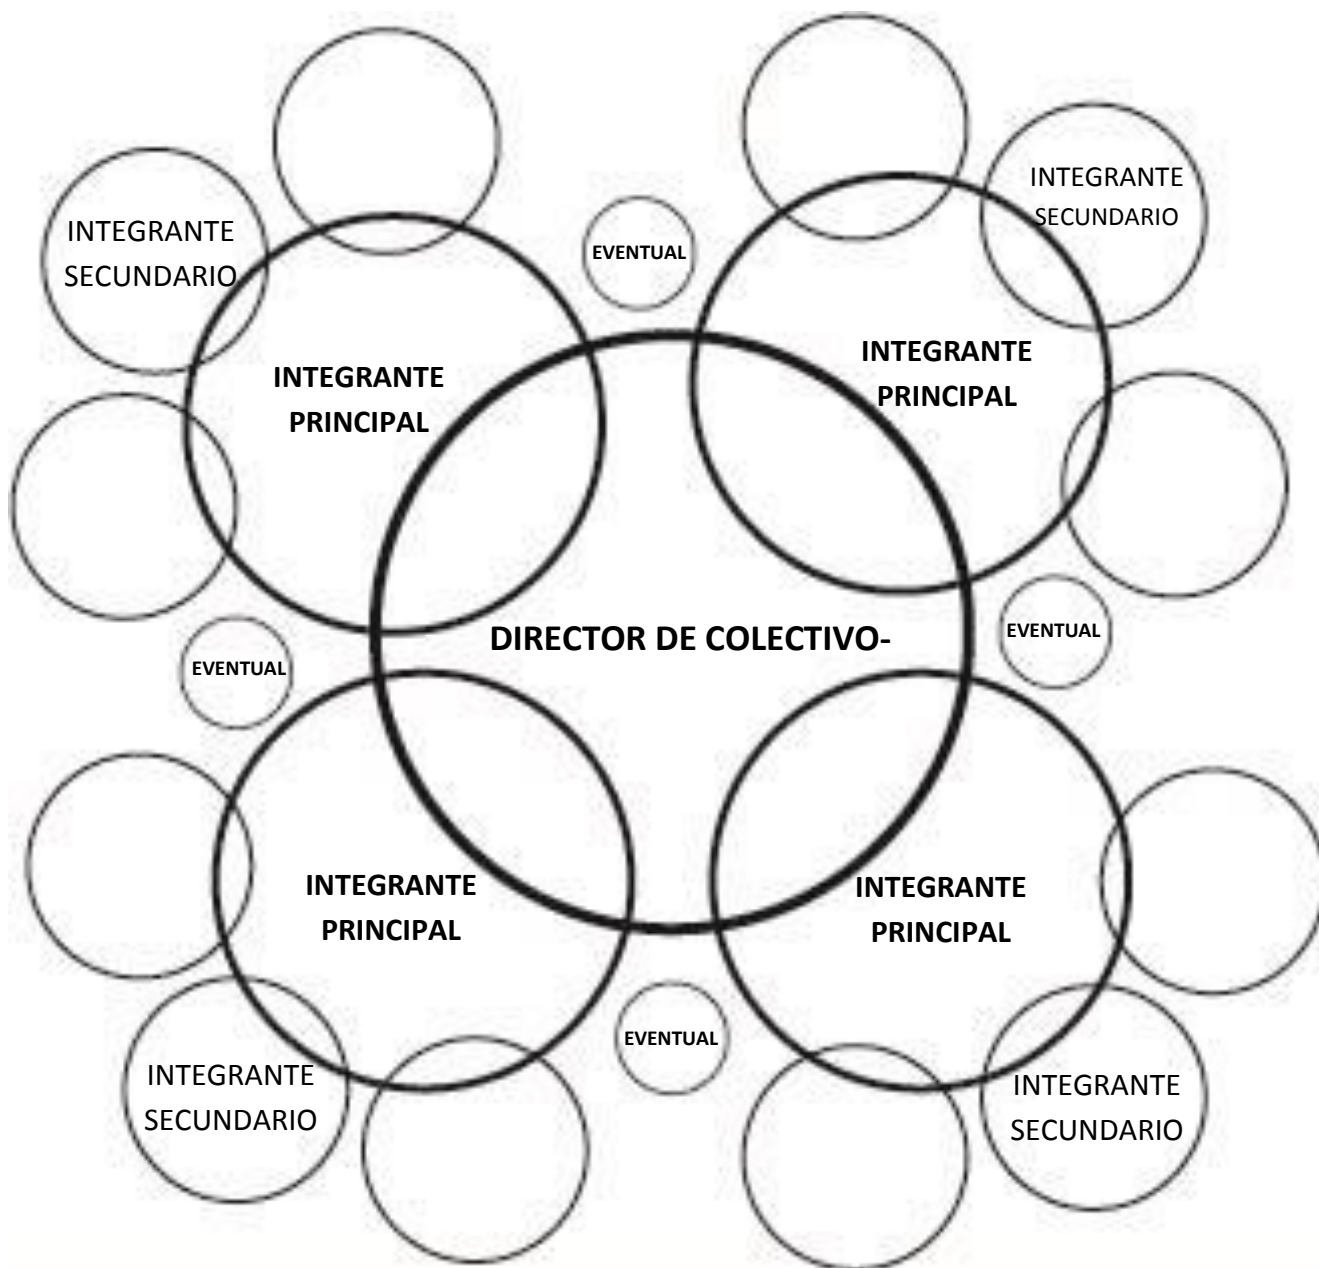 INTEGRANTE
SECUNDARIO
INTEGRANTE
SECUNDARIO
EVENTUAL
INTEGRANTE
PRINCIPAL
INTEGRANTE
PRINCIPAL
DIRECTOR DE COLECTIVO-
EVENTUAL
EVENTUAL
INTEGRANTE
PRINCIPAL
INTEGRANTE
PRINCIPAL
EVENTUAL
INTEGRANTE
SECUNDARIO
INTEGRANTE
SECUNDARIO